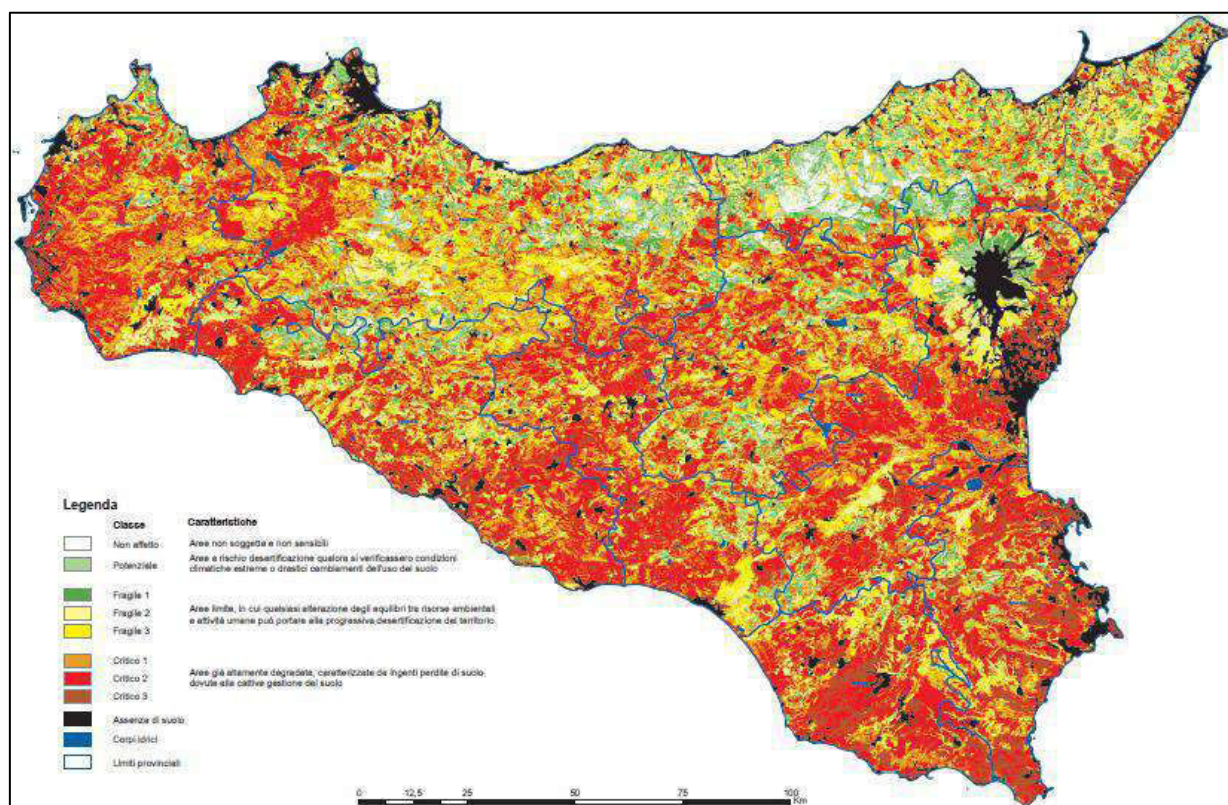 Legenda
Classe Caratteristiche
Non affetto Aree non soggette e non sensibili
Potenziale Aree a rischio desertificazione qualora si verificassero condizioni
climatiche estreme o drastici cambiamenti dell'uso del suolo
Fragile 1
Fragile 2 Aree limite, in cui qualsiasi alterazione degli equilibri tra risorse ambientali
Fragile 3 e attività umane può portare alla progressiva desertificazione del territorio
Critico 1
Critico 2 Aree già altamente degradate, caratterizzate da ingenti perdite di suolo
Critico 3 dovute alla cattiva gestione del suolo
Assenza di suolo
Corpi idrici
Limiti provinciali
0 12,5 25 50 75 100
Km